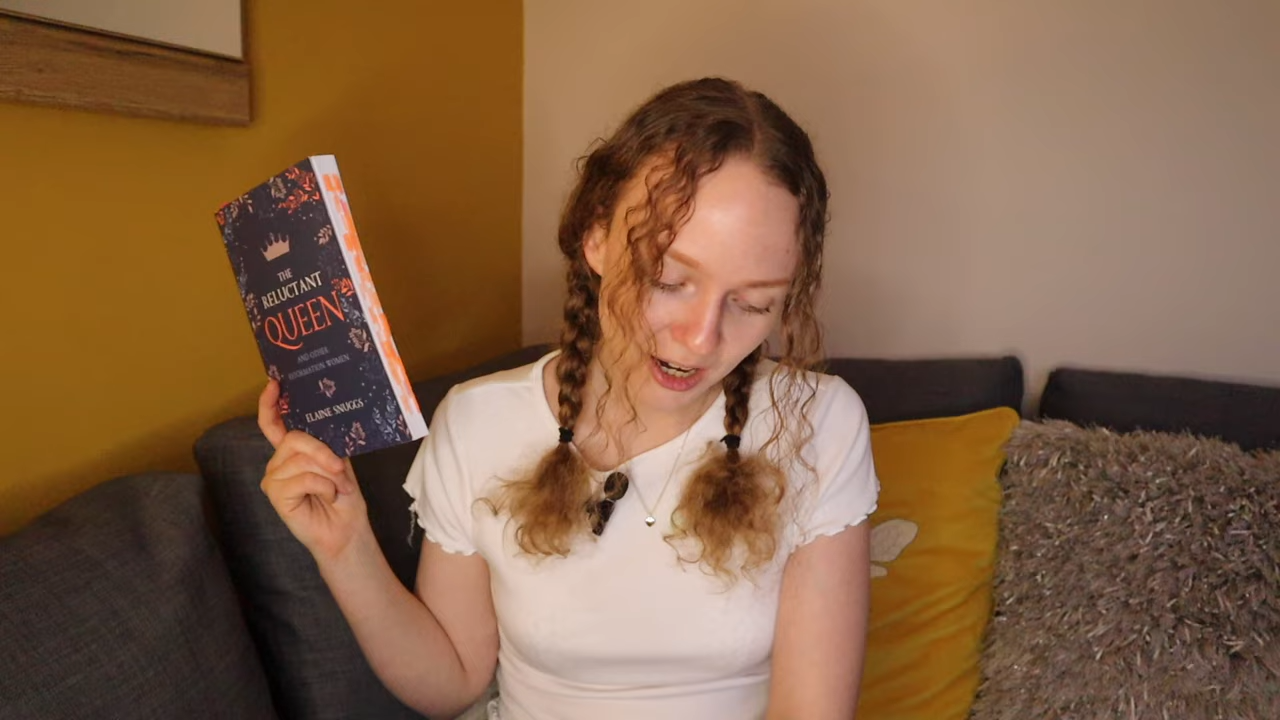 THE
RELUCTANT
QUEEN
AND OTHER
REFORMATION WOMEN
ELAINE SNUGGS